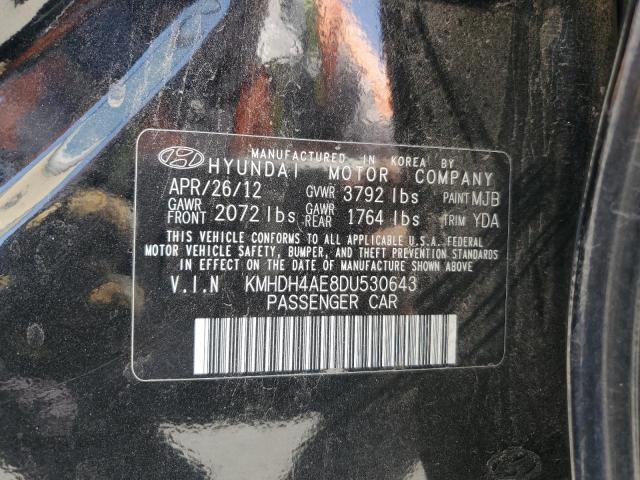 MANUFACTURED IN KOREA BY
HYUNDAI MOTOR COMPANY
APR/26/12 GVWR 3792 lbs PAINT MJB
GAWR FRONT 2072 lbs GAWR REAR 1764 lbs TRIM YDA
THIS VEHICLE CONFORMS TO ALL APPLICABLE U.S.A. FEDERAL
MOTOR VEHICLE SAFETY, BUMPER, AND THEFT PREVENTION STANDARDS
IN EFFECT ON THE DATE OF MANUFACTURE SHOWN ABOVE
V.I.N KMHDH4AE8DU530643
PASSENGER CAR